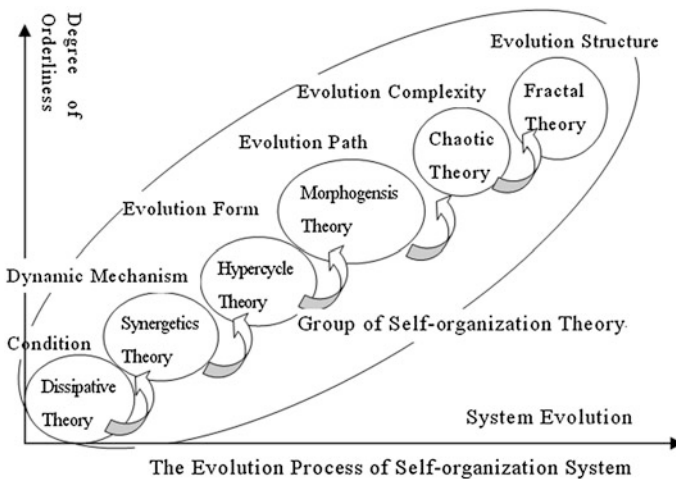 Degree of
Orderliness
Evolution Structure
Fractal
Theory
Evolution Complexity
Chaotic
Theory
Evolution Path
Morphogensis
Theory
Evolution Form
Hypercycle
Theory
Dynamic Mechanism
Synergetics
Theory
Group of Self-organization Theory
Condition
Dissipative
Theory
System Evolution
The Evolution Process of Self-organization System